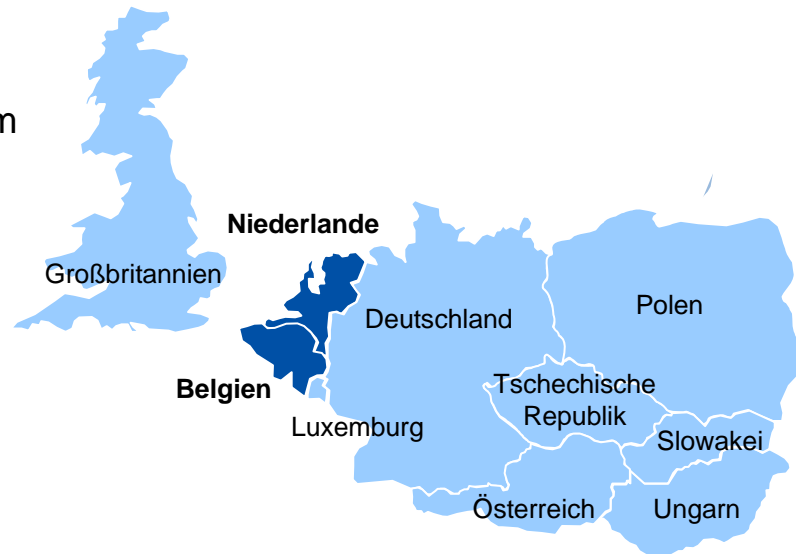 m
Niederlande
Großbritannien
Deutschland
Polen
Belgien
Tschechische
Republik
Luxemburg
Slowakei
Österreich
Ungarn